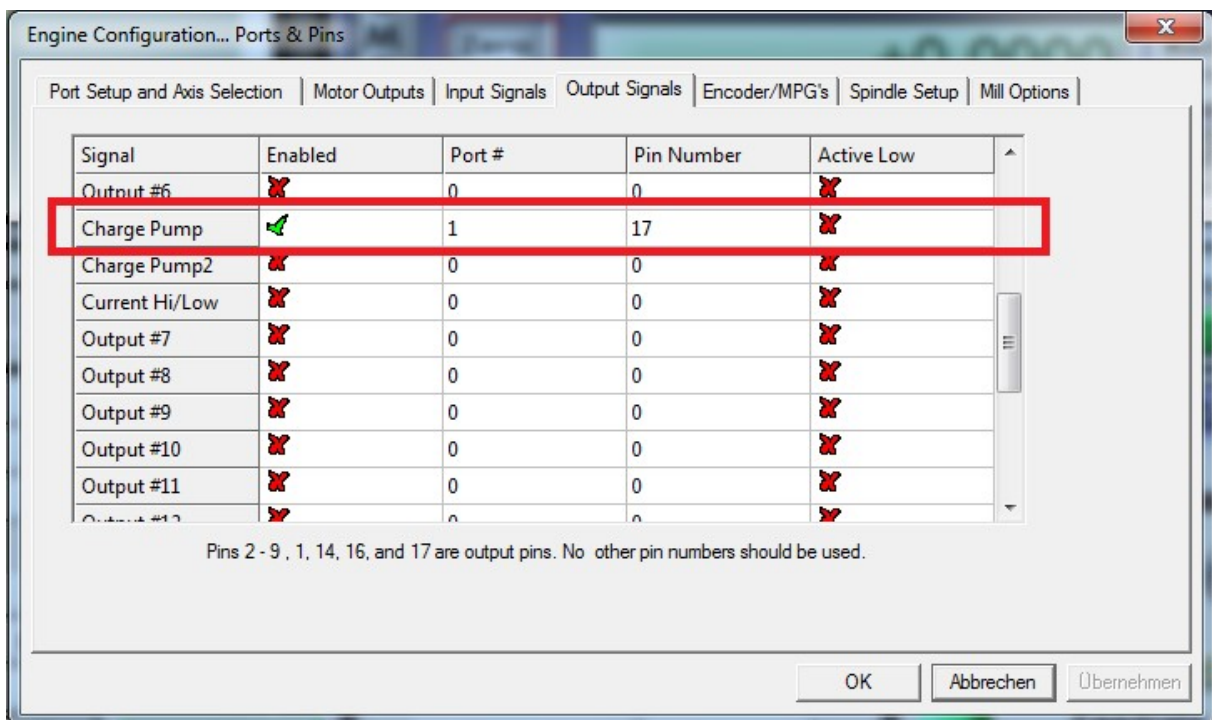 Engine Configuration... Ports & Pins
Port Setup and Axis Selection Motor Outputs Input Signals Output Signals Encoder/MPG's Spindle Setup Mill Options
Signal Enabled Port # Pin Number Active Low
Output #6 0 0
Charge Pump 1 17
Charge Pump2 0 0
Current Hi/Low 0 0
Output #7 0 0
Output #8 0 0
Output #9 0 0
Output #10 0 0
Output #11 0 0
Output #12 0 0
Pins 2 - 9 , 1, 14, 16, and 17 are output pins. No other pin numbers should be used.
OK Abbrechen Übernehmen